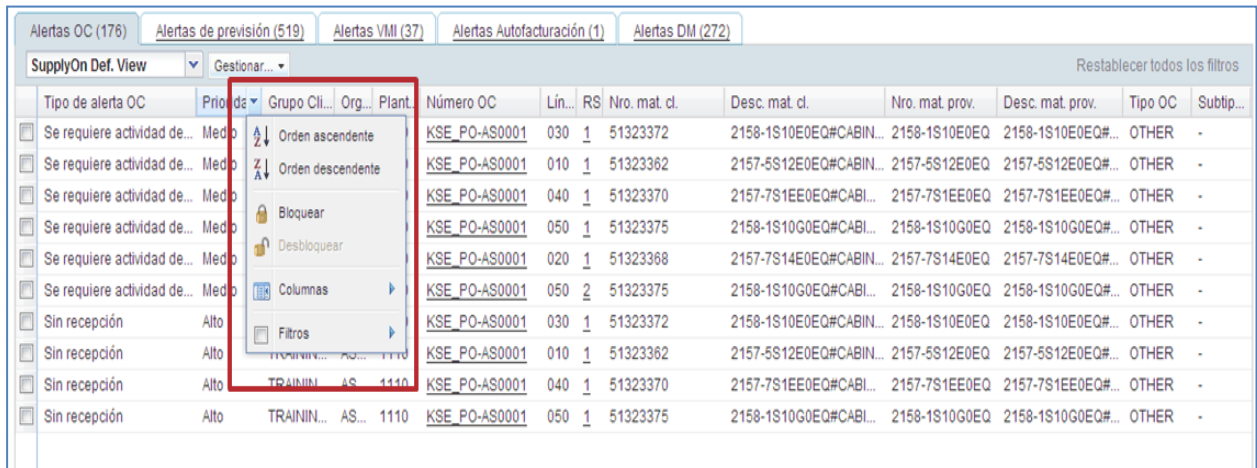 Alertas OC (176) Alertas de previsión (519) Alertas VMI (37) Alertas Autofacturación (1) Alertas DM (272)
SupplyOn Def. View Gestionar... Restablecer todos los filtros
Tipo de alerta OC Priorida Grupo Cli... Org... Plant. Número OC Lín... RS Nro. mat. cl. Desc. mat. cl. Nro. mat. prov. Desc. mat. prov. Tipo OC Subtip...
Se requiere actividad de... Medio KSE_PO-AS0001 030 1 51323372 2158-1S10E0EQ#CABIN... 2158-1S10E0EQ 2158-1S10E0EQ#... OTHER -
Orden ascendente
Se requiere actividad de... Medio KSE_PO-AS0001 010 1 51323362 2157-5S12E0EQ#CABIN... 2157-5S12E0EQ 2157-5S12E0EQ#... OTHER -
Orden descendente
Se requiere actividad de... Medio KSE_PO-AS0001 040 1 51323370 2157-7S1EE0EQ#CABI... 2157-7S1EE0EQ 2157-7S1EE0EQ#... OTHER -
Bloquear
Se requiere actividad de... Medio KSE_PO-AS0001 050 1 51323375 2158-1S10G0EQ#CABI... 2158-1S10G0EQ 2158-1S10G0EQ#... OTHER -
Desbloquear
Se requiere actividad de... Medio KSE_PO-AS0001 020 1 51323368 2157-7S14E0EQ#CABIN... 2157-7S14E0EQ 2157-7S14E0EQ#... OTHER -
Se requiere actividad de... Medio KSE_PO-AS0001 050 2 51323375 2158-1S10G0EQ#CABI... 2158-1S10G0EQ 2158-1S10G0EQ#... OTHER -
Columnas
Sin recepción Alto KSE_PO-AS0001 030 1 51323372 2158-1S10E0EQ#CABIN... 2158-1S10E0EQ 2158-1S10E0EQ#... OTHER -
Filtros
Sin recepción Alto TRAININ... AS... 1110 KSE_PO-AS0001 010 1 51323362 2157-5S12E0EQ#CABIN... 2157-5S12E0EQ 2157-5S12E0EQ#... OTHER -
Sin recepción Alto TRAININ... AS... 1110 KSE_PO-AS0001 040 1 51323370 2157-7S1EE0EQ#CABI... 2157-7S1EE0EQ 2157-7S1EE0EQ#... OTHER -
Sin recepción Alto TRAININ... AS... 1110 KSE_PO-AS0001 050 1 51323375 2158-1S10G0EQ#CABI... 2158-1S10G0EQ 2158-1S10G0EQ#... OTHER -